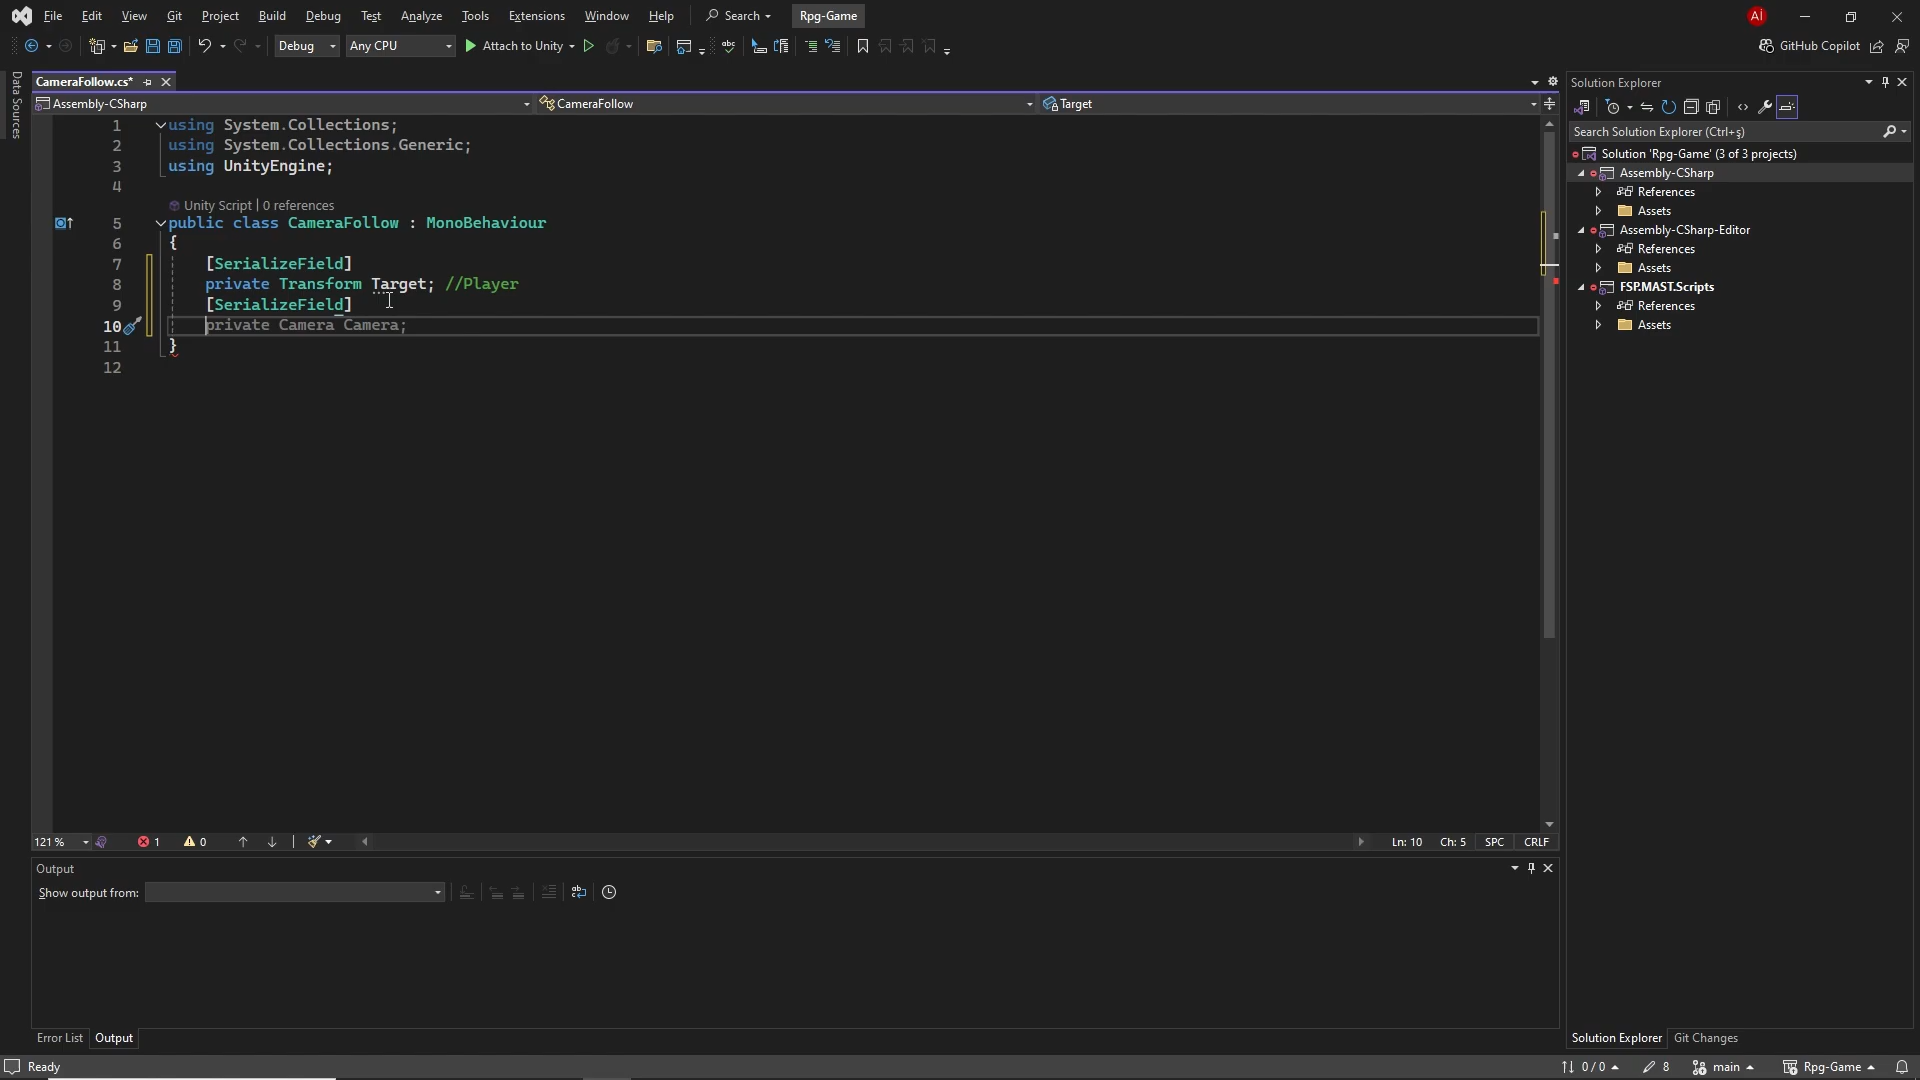 File Edit View Git Project Build Debug Test Analyze Tools Extensions Window Help Search Rpg-Game AI
Debug Any CPU Attach to Unity GitHub Copilot
Data Sources
CameraFollow.cs*
Assembly-CSharp CameraFollow Target
1 using System.Collections;
2 using System.Collections.Generic;
3 using UnityEngine;
4
Unity Script | 0 references
5 public class CameraFollow : MonoBehaviour
6 {
7 [SerializeField]
8 private Transform Target; //Player
9 [SerializeField]
10 private Camera Camera;
11 }
12
121 % 1 0 Ln: 10 Ch: 5 SPC CRLF
Output
Show output from:
Error List Output
Solution Explorer
Search Solution Explorer (Ctrl+ş)
Solution 'Rpg-Game' (3 of 3 projects)
Assembly-CSharp
References
Assets
Assembly-CSharp-Editor
References
Assets
FSP.MAST.Scripts
References
Assets
Solution Explorer Git Changes
Ready 0 / 0 8 main Rpg-Game